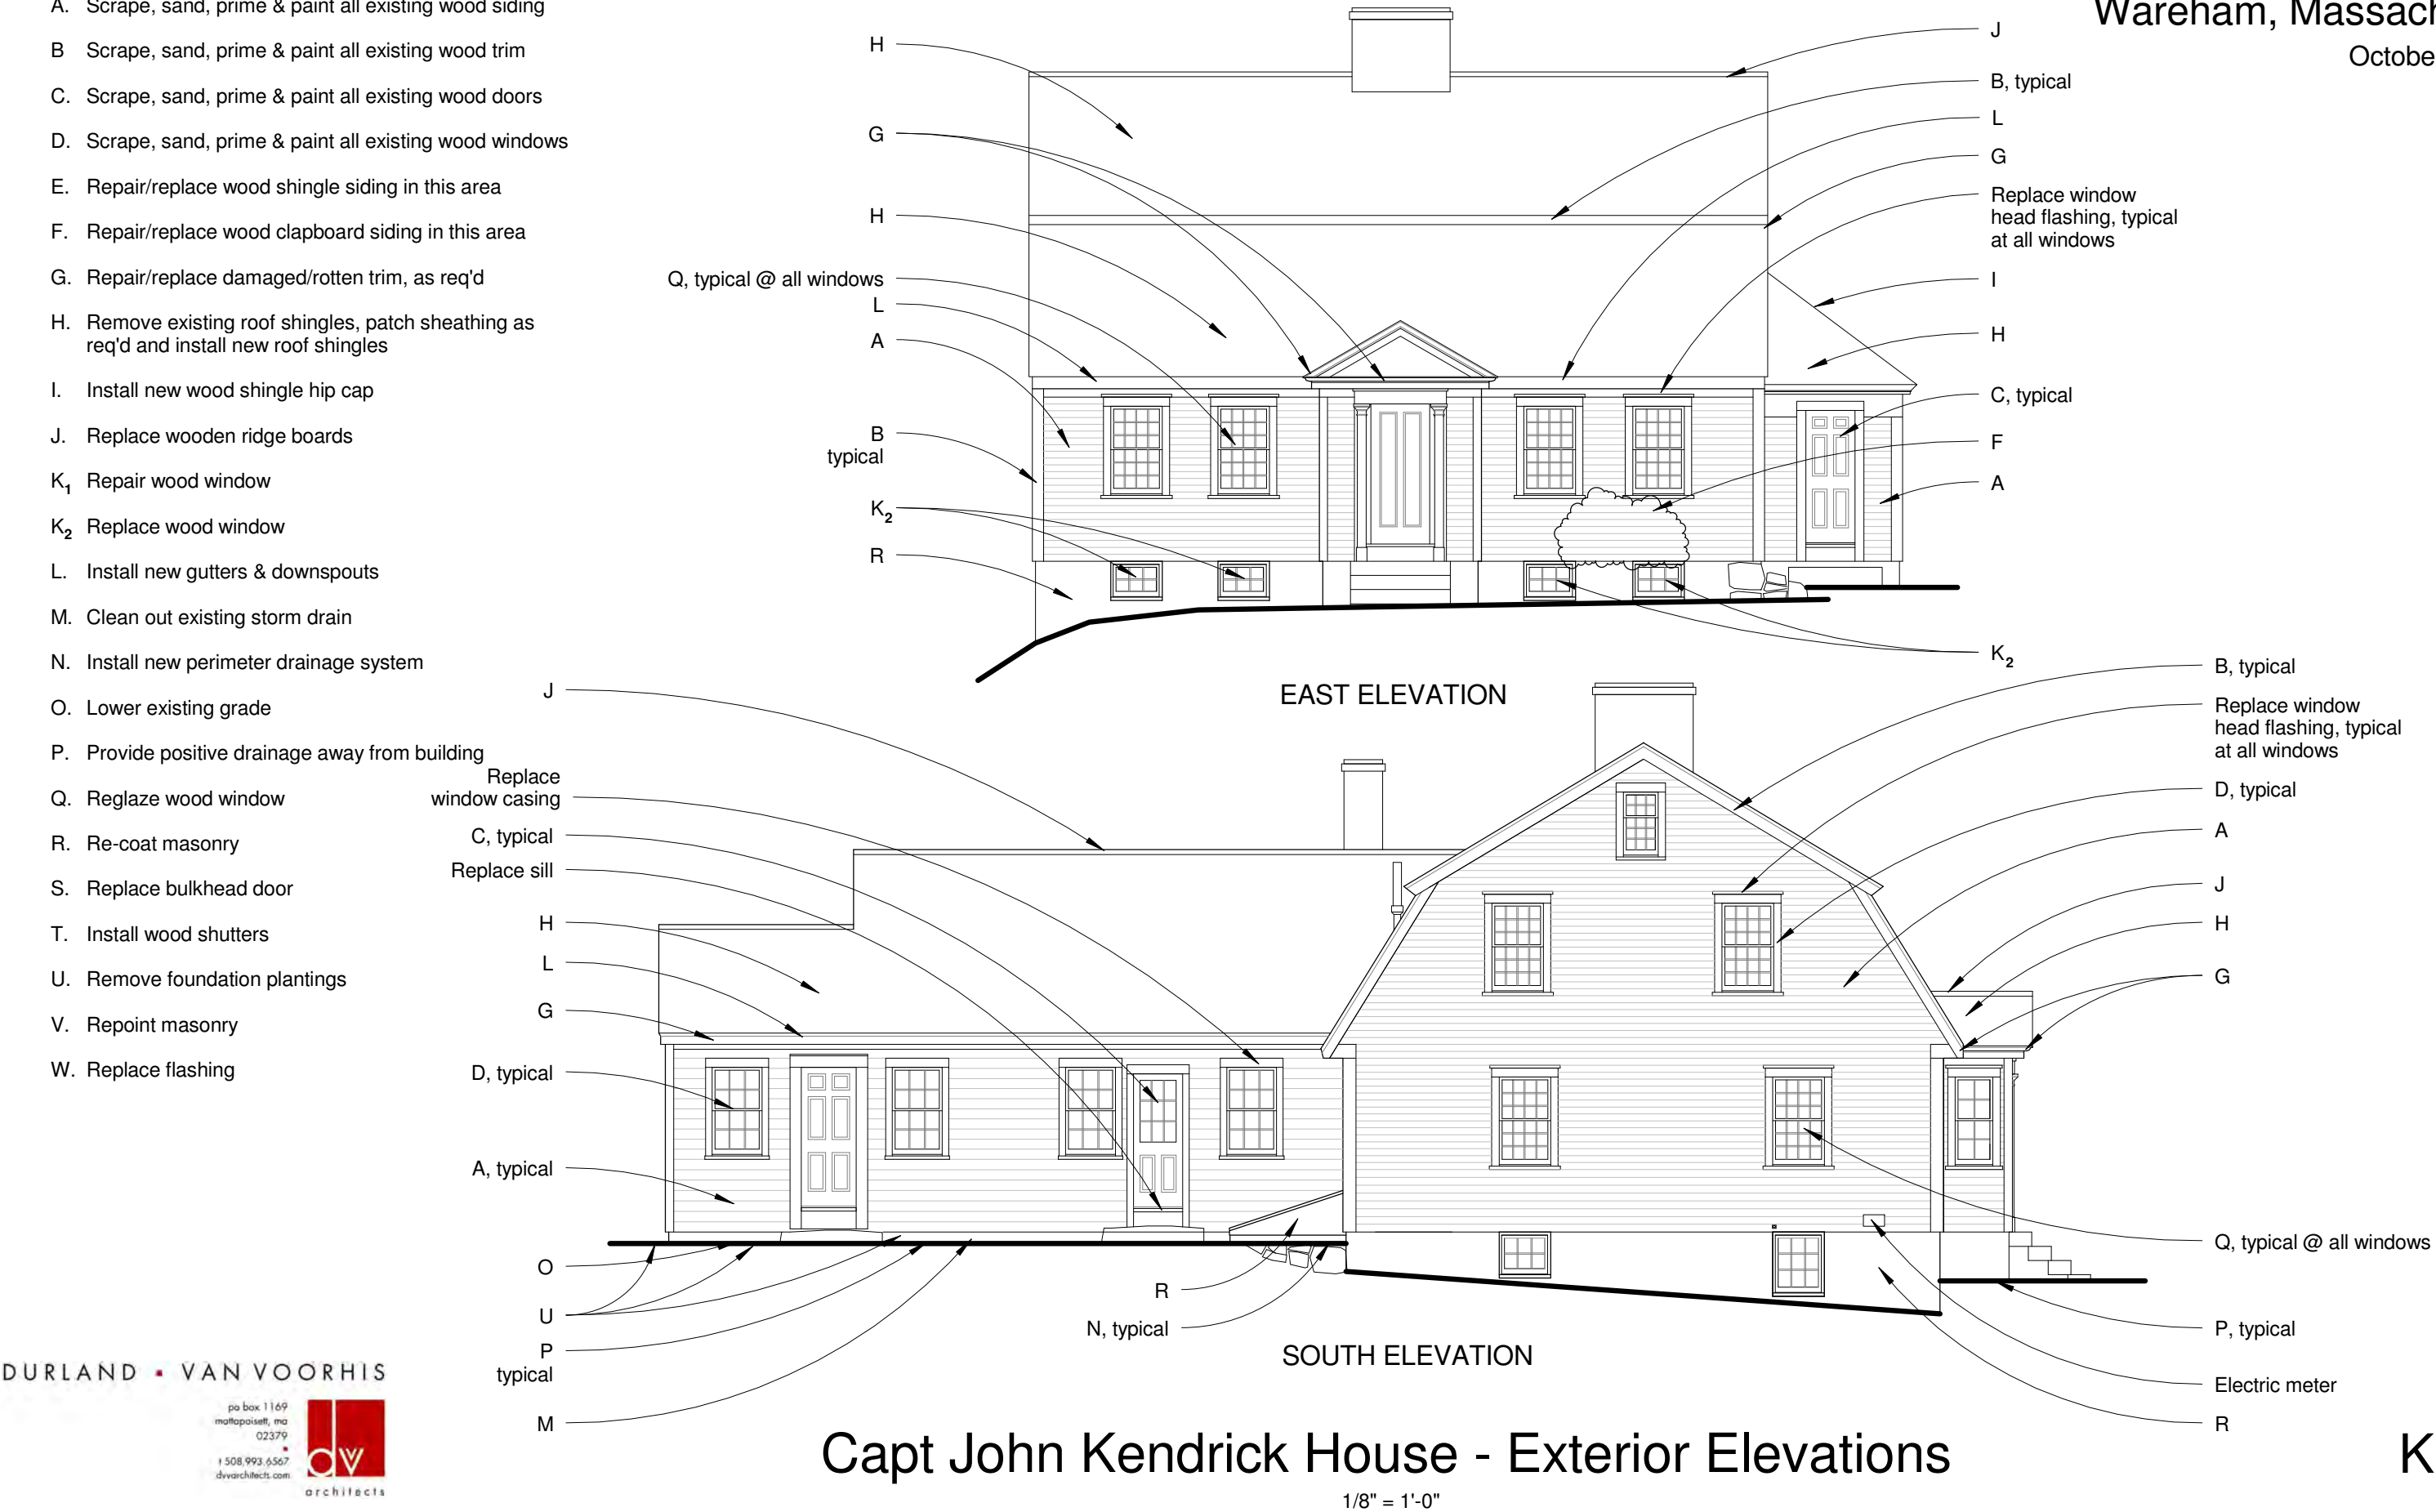 A. Scrape, sand, prime & paint all existing wood siding
B Scrape, sand, prime & paint all existing wood trim
C. Scrape, sand, prime & paint all existing wood doors
D. Scrape, sand, prime & paint all existing wood windows
E. Repair/replace wood shingle siding in this area
F. Repair/replace wood clapboard siding in this area
G. Repair/replace damaged/rotten trim, as req'd
H. Remove existing roof shingles, patch sheathing as
req'd and install new roof shingles
I. Install new wood shingle hip cap
J. Replace wooden ridge boards
K1 Repair wood window
K2 Replace wood window
L. Install new gutters & downspouts
M. Clean out existing storm drain
N. Install new perimeter drainage system
O. Lower existing grade
P. Provide positive drainage away from building
Q. Reglaze wood window
R. Re-coat masonry
S. Replace bulkhead door
T. Install wood shutters
U. Remove foundation plantings
V. Repoint masonry
W. Replace flashing
Wareham, Massach
Octobe
H
G
H
Q, typical @ all windows
L
A
B
typical
K2
R
J
B, typical
L
G
Replace window
head flashing, typical
at all windows
I
H
C, typical
F
A
K2
EAST ELEVATION
J
Replace
window casing
C, typical
Replace sill
H
L
G
D, typical
A, typical
O
U
P
typical
M
R
N, typical
B, typical
Replace window
head flashing, typical
at all windows
D, typical
A
J
H
G
Q, typical @ all windows
P, typical
Electric meter
R
SOUTH ELEVATION
DURLAND ▪ VAN VOORHIS
po box 1169
mattapoisett, ma
02379
t 508.993.6567
dvvarchitects.com
dvv
architects
Capt John Kendrick House - Exterior Elevations
1/8" = 1'-0"
K